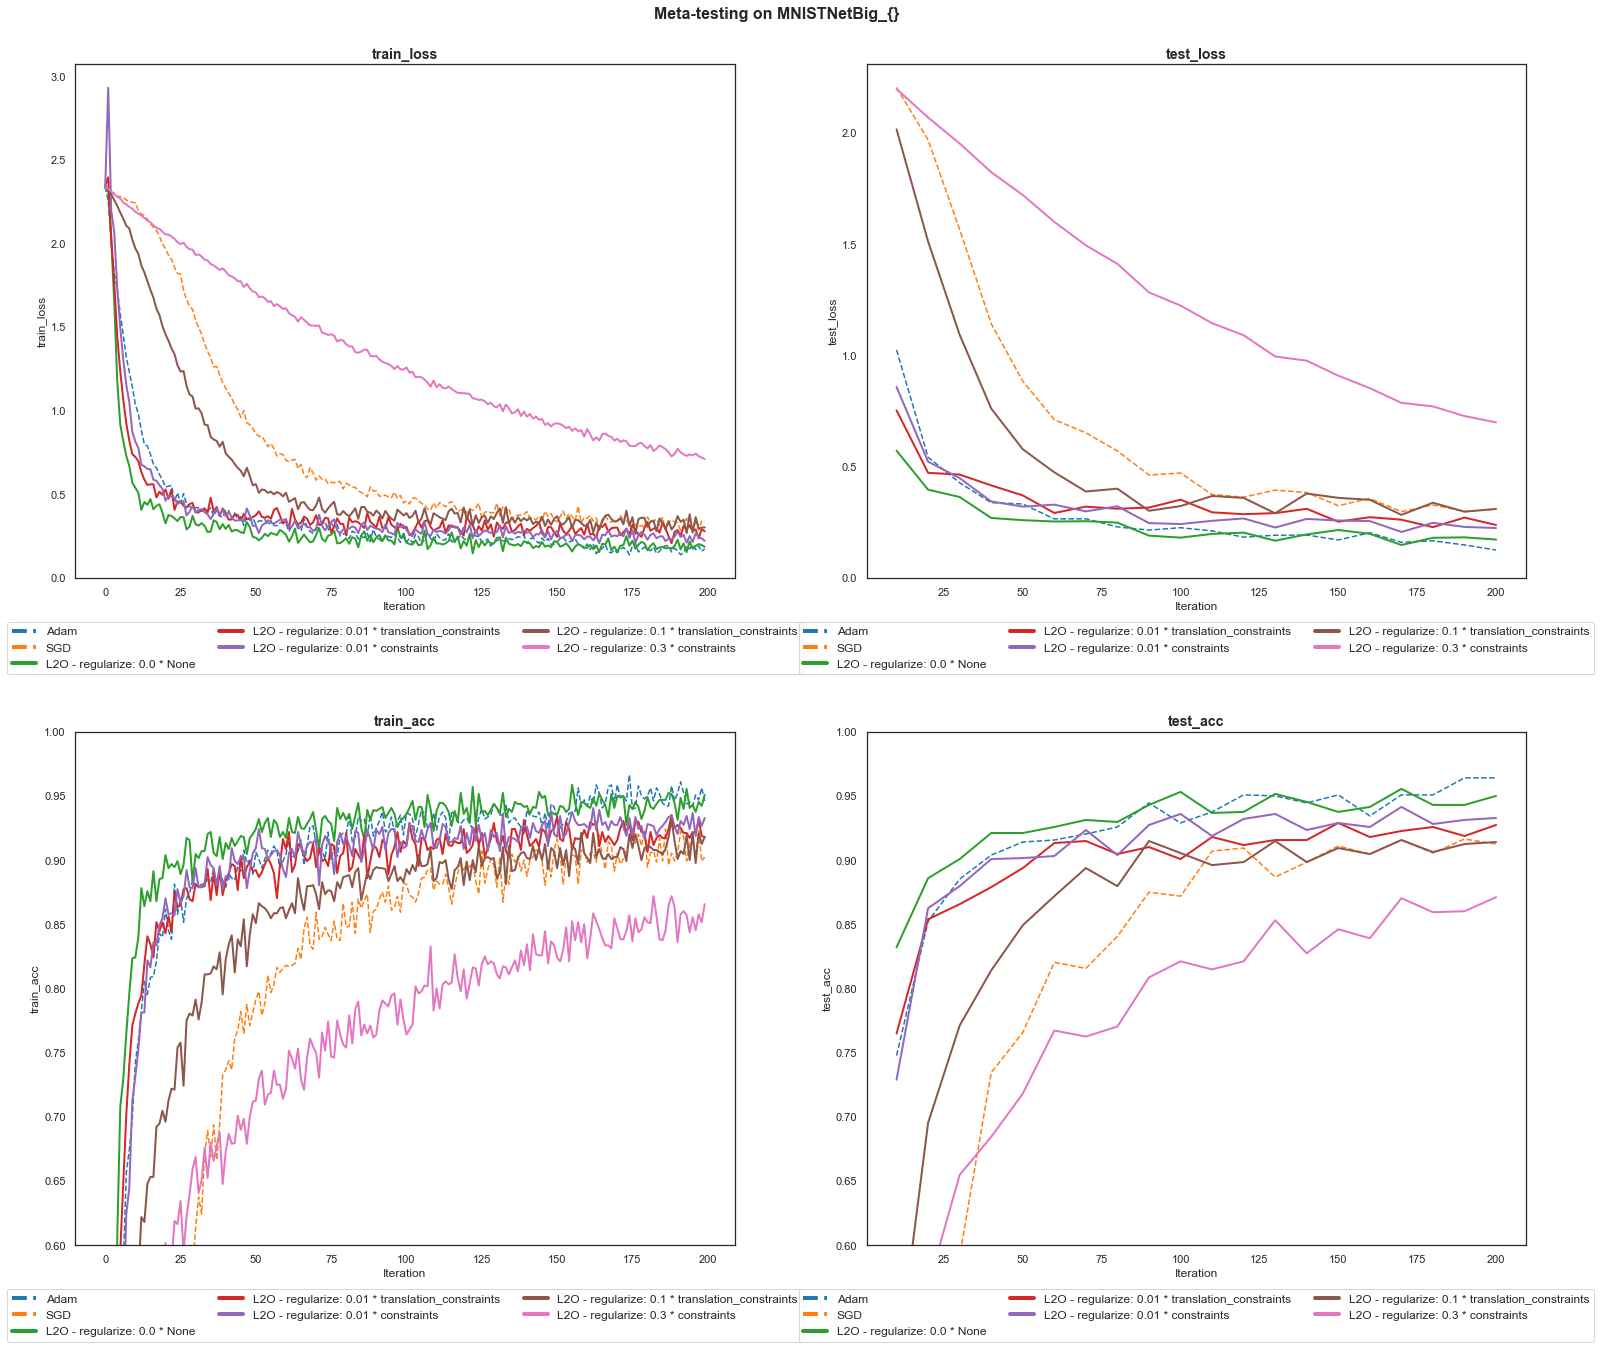 Meta-testing on MNISTNetBig_{}
train_loss
3.0
2.5
2.0
1.5
1.0
0.5
0.0
train_loss
0 25 50 75 100 125 150 175 200
Iteration
Adam L2O - regularize: 0.01 * translation_constraints L2O - regularize: 0.1 * translation_constraints
SGD L2O - regularize: 0.01 * constraints L2O - regularize: 0.3 * constraints
L2O - regularize: 0.0 * None
test_loss
2.0
1.5
1.0
0.5
0.0
test_loss
25 50 75 100 125 150 175 200
Iteration
Adam L2O - regularize: 0.01 * translation_constraints L2O - regularize: 0.1 * translation_constraints
SGD L2O - regularize: 0.01 * constraints L2O - regularize: 0.3 * constraints
L2O - regularize: 0.0 * None
train_acc
1.00
0.95
0.90
0.85
0.80
0.75
0.70
0.65
0.60
train_acc
0 25 50 75 100 125 150 175 200
Iteration
Adam L2O - regularize: 0.01 * translation_constraints L2O - regularize: 0.1 * translation_constraints
SGD L2O - regularize: 0.01 * constraints L2O - regularize: 0.3 * constraints
L2O - regularize: 0.0 * None
test_acc
1.00
0.95
0.90
0.85
0.80
0.75
0.70
0.65
0.60
test_acc
25 50 75 100 125 150 175 200
Iteration
Adam L2O - regularize: 0.01 * translation_constraints L2O - regularize: 0.1 * translation_constraints
SGD L2O - regularize: 0.01 * constraints L2O - regularize: 0.3 * constraints
L2O - regularize: 0.0 * None